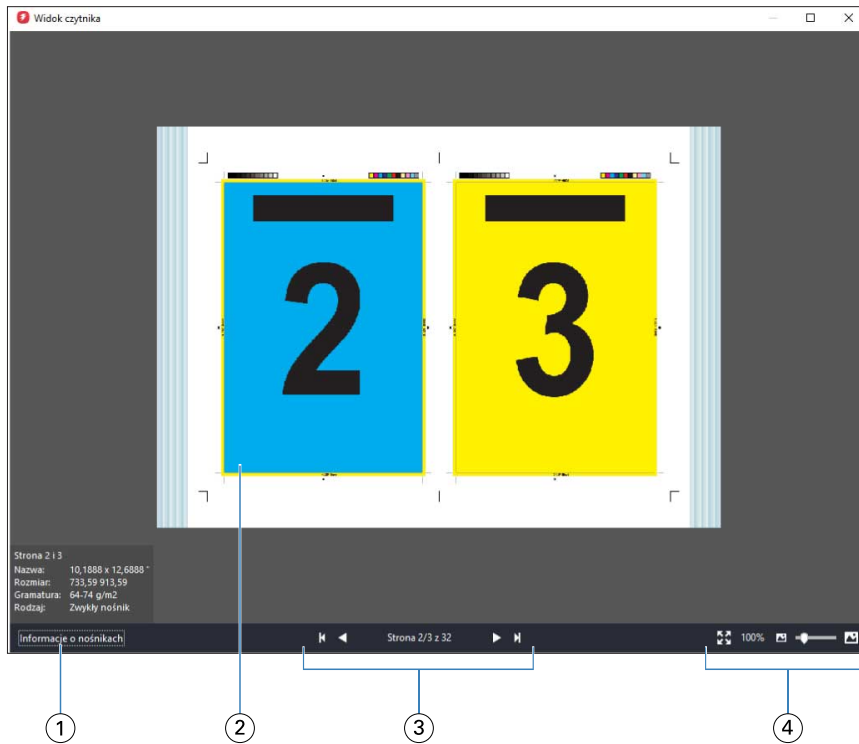 Widok czytnika
2
3
Strona 2 i 3
Nazwa: 10,1888 x 12,6888 "
Rozmiar: 733,59 913,59
Gramatura: 64-74 g/m2
Rodzaj: Zwykły nośnik
Informacje o nośnikach
Strona 2/3 z 32
100%
1
2
3
4